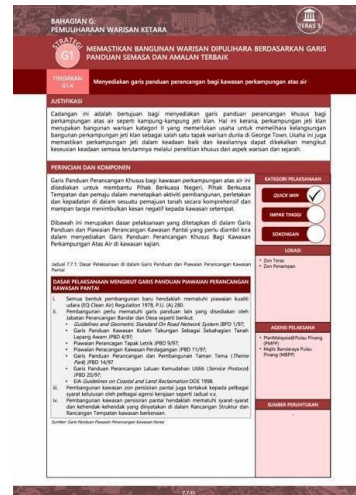 BAHAGIAN G:
PEMULIHARAAN WARISAN KETARA
TERAS 3
STRATEGI
G1
MEMASTIKAN BANGUNAN WARISAN DIPULIHARA BERDASARKAN GARIS
PANDUAN SEMASA DAN AMALAN TERBAIK
TINDAKAN
Menyediakan garis panduan perancangan bagi kawasan perkampungan atas air
JUSTIFIKASI
Cadangan ini adalah bertujuan bagi menyediakan garis panduan perancangan khusus bagi
perkampungan atas air seperti kampung-kampung jeti klan. Hal ini kerana, perkampungan jeti klan
merupakan bangunan warisan kategori II yang memerlukan usaha untuk memelihara kelangsungan
bangunan perkampungan jeti klan sebagai salah satu tapak warisan dunia di George Town. Usaha ini juga
memastikan perkampungan jeti dalam keadaan baik dan keasliannya dapat dikekalkan mengikut
kesesuaian keadaan semasa terutamanya melalui penelitian khusus dari aspek warisan dan sejarah.
PERINCIAN DAN KOMPONEN
Garis Panduan Perancangan Khusus bagi kawasan perkampungan atas air ini
disediakan untuk membantu Pihak Berkuasa Negeri, Pihak Berkuasa
Tempatan dan pemaju dalam menetapkan aktiviti pembangunan, perletakan
dan kepadatan di dalam sesuatu pemajuan tanah secara komprehensif dan
mampan tanpa menimbulkan kesan negatif kepada kawasan setempat.
Dibawah ini merupakan dasar pelaksanaan yang ditetapkan di dalam Garis
Panduan dan Piawaian Perancangan Kawasan Pantai yang perlu diambil kira
dalam menyediakan Garis Panduan Perancangan Khusus Bagi Kawasan
Perkampungan Atas Air di kawasan kajian.
Jadual 7.7.1: Dasar Pelaksanaan di dalam Garis Panduan dan Piawaian Perancangan Kawasan
Pantai
DASAR PELAKSANAAN MENGIKUT GARIS PANDUAN PIAWAIAN PERANCANGAN
KAWASAN PANTAI
i. Semua bentuk pembangunan baru hendaklah mematuhi piawaian kualiti
udara (EQ Clean Air) Regulation 1978, P.U. (A) 280.
ii. Pembangunan perlu mematuhi garis panduan lain yang disediakan oleh
Jabatan Perancangan Bandar dan Desa seperti berikut:
• Guidelines and Geometric Standard On Road Network System JBPD 1/97;
• Garis Panduan Kolam Takungan Sebagai Sebahagian Tanah
Lapang Awam JPBD 4/97;
• Piawaian Perancangan Tapak Letrik JPBD 9/97;
• Piawaian Perancangan Kawasan Perdagangan JPBD 11/97;
• Garis Panduan Perancangan dan Pembangunan Taman Tema (Theme
Park) JPBD 14/97
• Garis Panduan Perancangan Laluan Kemudahan Utiliti (Service Protocol)
JPBD 20/97;
• EIA Guidelines on Coastal and Land Reclamation DOE 1998.
iii. Pembangunan kawasan zon persisian pantai juga tertakluk kepada pelbagai
syarat kelulusan oleh pelbagai agensi kerajaan seperti Jadual x.x.
iv. Pembangunan kawasan persisian pantai hendaklah mematuhi syarat-syarat
dan kehendak-kehendak yang dinyatakan di dalam Rancangan Struktur dan
Rancangan Tempatan kawasan berkenaan.
Sumber: Garis Panduan Piawaian Perancangan Kawasan Pantai
KATEGORI PELAKSANAAN
QUICK WIN
IMPAK TINGGI
SOKONGAN
LOKASI
• Zon Teras
• Zon Penampan
AGENSI PELAKSANA
• PlanMalaysia@Pulau
Pinang
(PMPP)
• Majlis Bandaraya Pulau
Pinang (MBPP)
SUMBER PERUNTUKAN